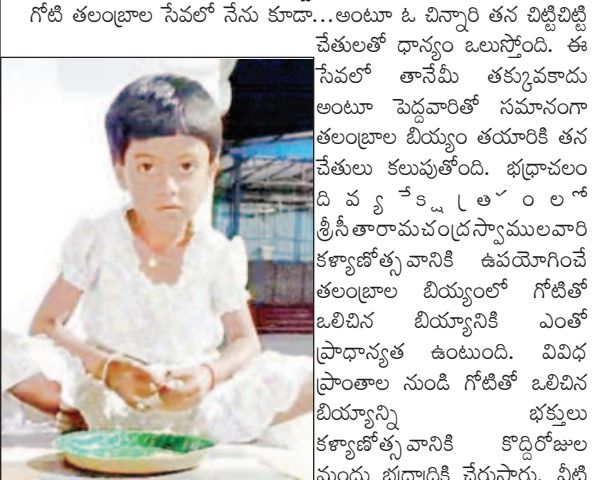 గోటి తలంబ్రాల సేవలో నేను కూడా...అంటూ ఓ చిన్నారి తన చిట్టిచిట్టి
చేతులతో ధాన్యం ఒలుస్తోంది. ఈ
సేవలో తానేమీ తక్కువకాదు
అంటూ పెద్దవారితో సమానంగా
తలంబ్రాల బియ్యం తయారికి తన
చేతులు కలుపుతోంది. భద్రాచలం
దివ్యక్షేత్రంలో
శ్రీసీతారామచంద్రస్వాములవారి
కళ్యాణోత్సవానికి ఉపయోగించే
తలంబ్రాల బియ్యంలో గోటితో
ఒలిచిన బియ్యానికి ఎంతో
ప్రాధాన్యత ఉంటుంది. వివిధ
ప్రాంతాల నుండి గోటితో ఒలిచిన
బియ్యాన్ని భక్తులు
కళ్యాణోత్సవానికి కొద్దిరోజుల
ముందు భద్రాద్రికి చేరుస్తారు. వీటి